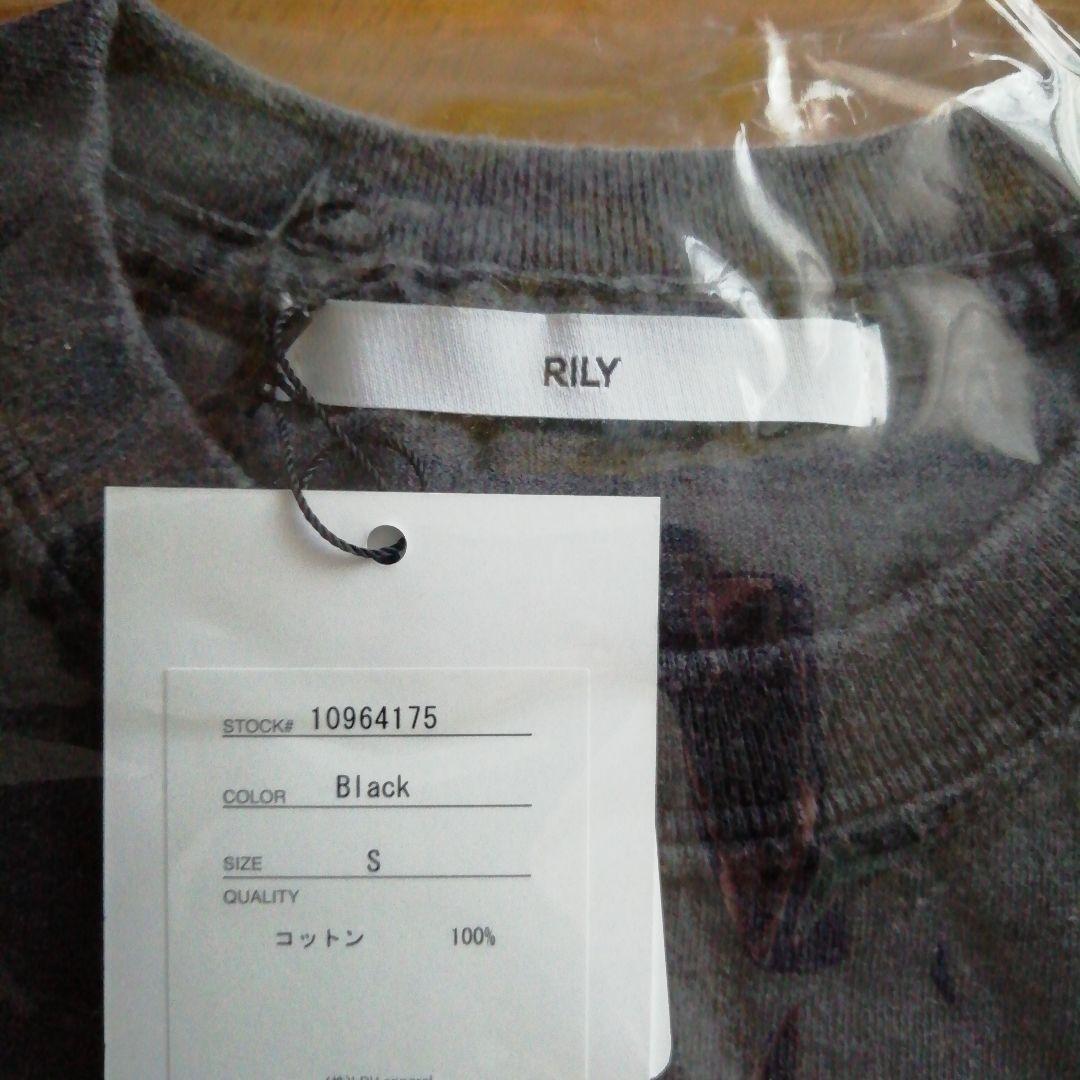 RILY
STOCK# 10964175
COLOR Black
SIZE S
QUALITY
コットン 100%